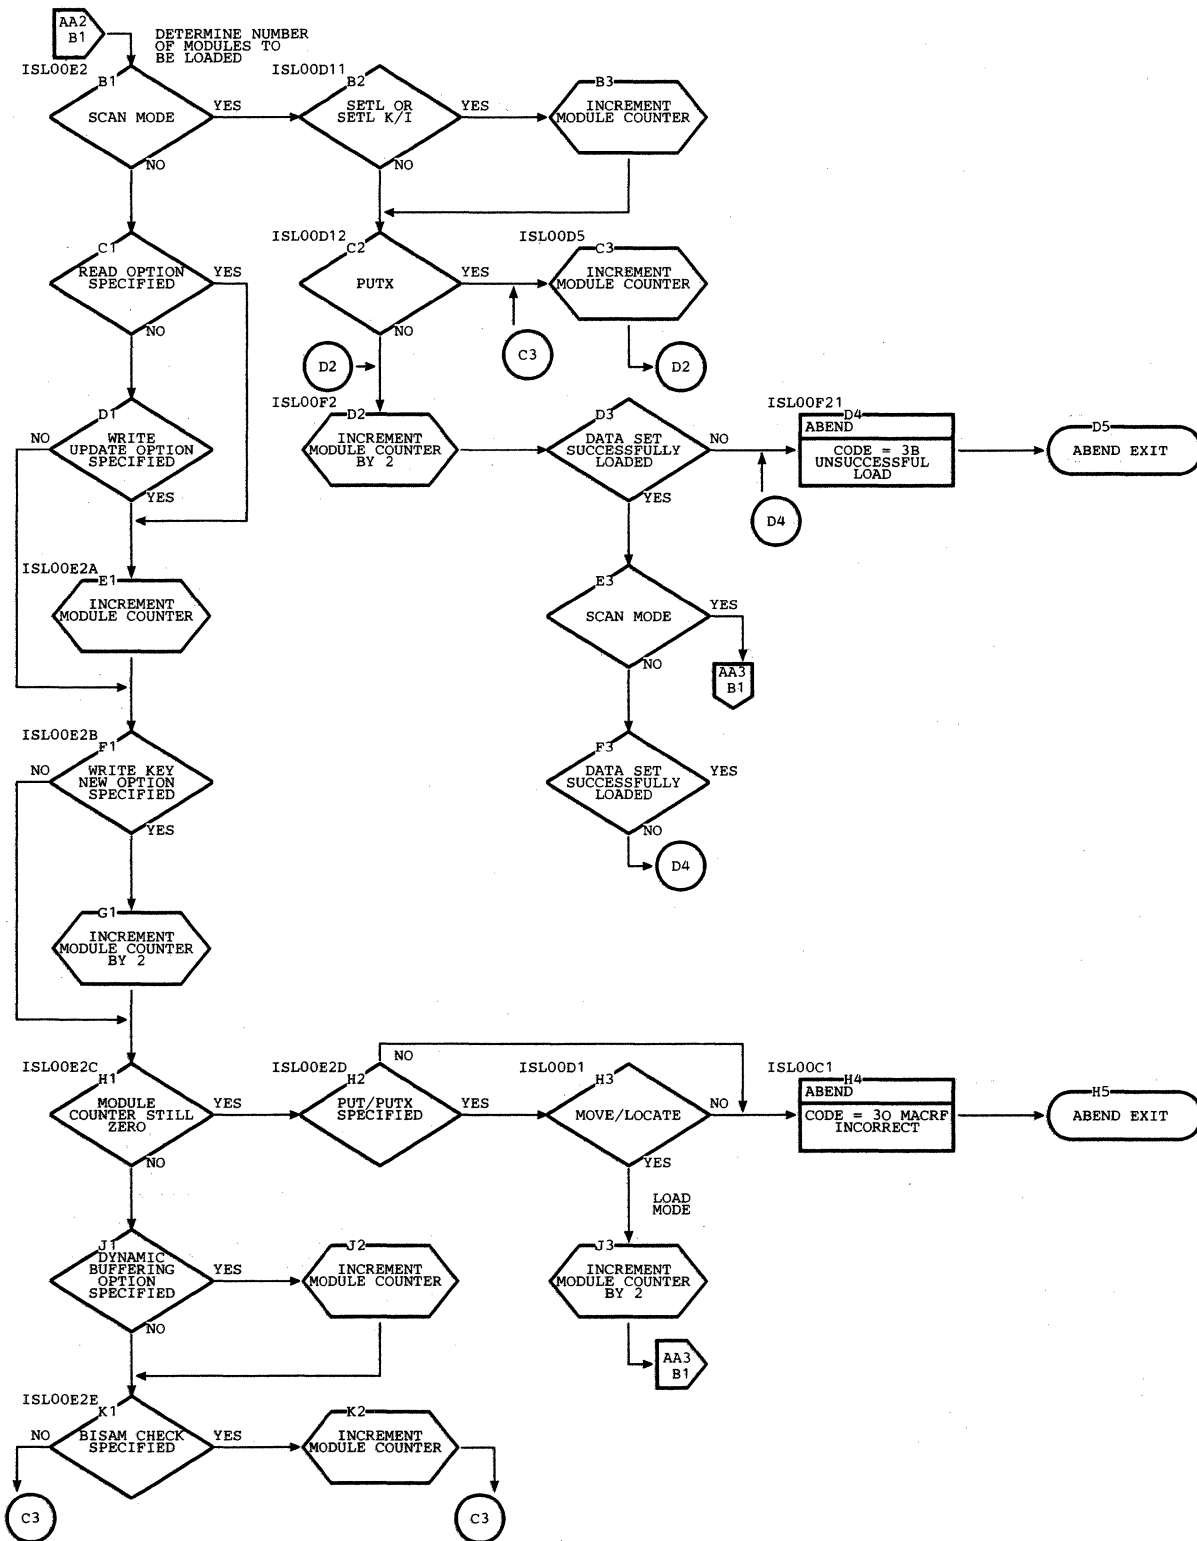 AA2
B1
DETERMINE NUMBER
OF MODULES TO
BE LOADED
ISL00E2
B1
SCAN MODE
YES
NO
ISL00D11
B2
SETL OR
SETL K/I
YES
NO
B3
INCREMENT
MODULE COUNTER
C1
READ OPTION
SPECIFIED
YES
NO
ISL00D12
C2
PUTX
YES
NO
ISL00D5
C3
INCREMENT
MODULE COUNTER
D2
C3
D2
D1
WRITE
UPDATE OPTION
SPECIFIED
NO
YES
ISL00F2
D2
INCREMENT
MODULE COUNTER
BY 2
D3
DATA SET
SUCCESSFULLY
LOADED
NO
YES
ISL00F21
D4
ABEND
CODE = 3B
UNSUCCESSFUL
LOAD
D5
ABEND EXIT
D4
ISL00E2A
E1
INCREMENT
MODULE COUNTER
E3
SCAN MODE
YES
NO
AA3
B1
ISL00E2B
F1
WRITE KEY
NEW OPTION
SPECIFIED
NO
YES
F3
DATA SET
SUCCESSFULLY
LOADED
YES
NO
D4
G1
INCREMENT
MODULE COUNTER
BY 2
ISL00E2C
H1
MODULE
COUNTER STILL
ZERO
YES
NO
ISL00E2D
H2
PUT/PUTX
SPECIFIED
NO
YES
ISL00D1
H3
MOVE/LOCATE
NO
YES
ISL00C1
H4
ABEND
CODE = 30 MACRF
INCORRECT
H5
ABEND EXIT
LOAD
MODE
J1
DYNAMIC
BUFFERING
OPTION
SPECIFIED
YES
NO
J2
INCREMENT
MODULE COUNTER
J3
INCREMENT
MODULE COUNTER
BY 2
AA3
B1
ISL00E2E
K1
BISAM CHECK
SPECIFIED
NO
YES
K2
INCREMENT
MODULE COUNTER
C3
C3